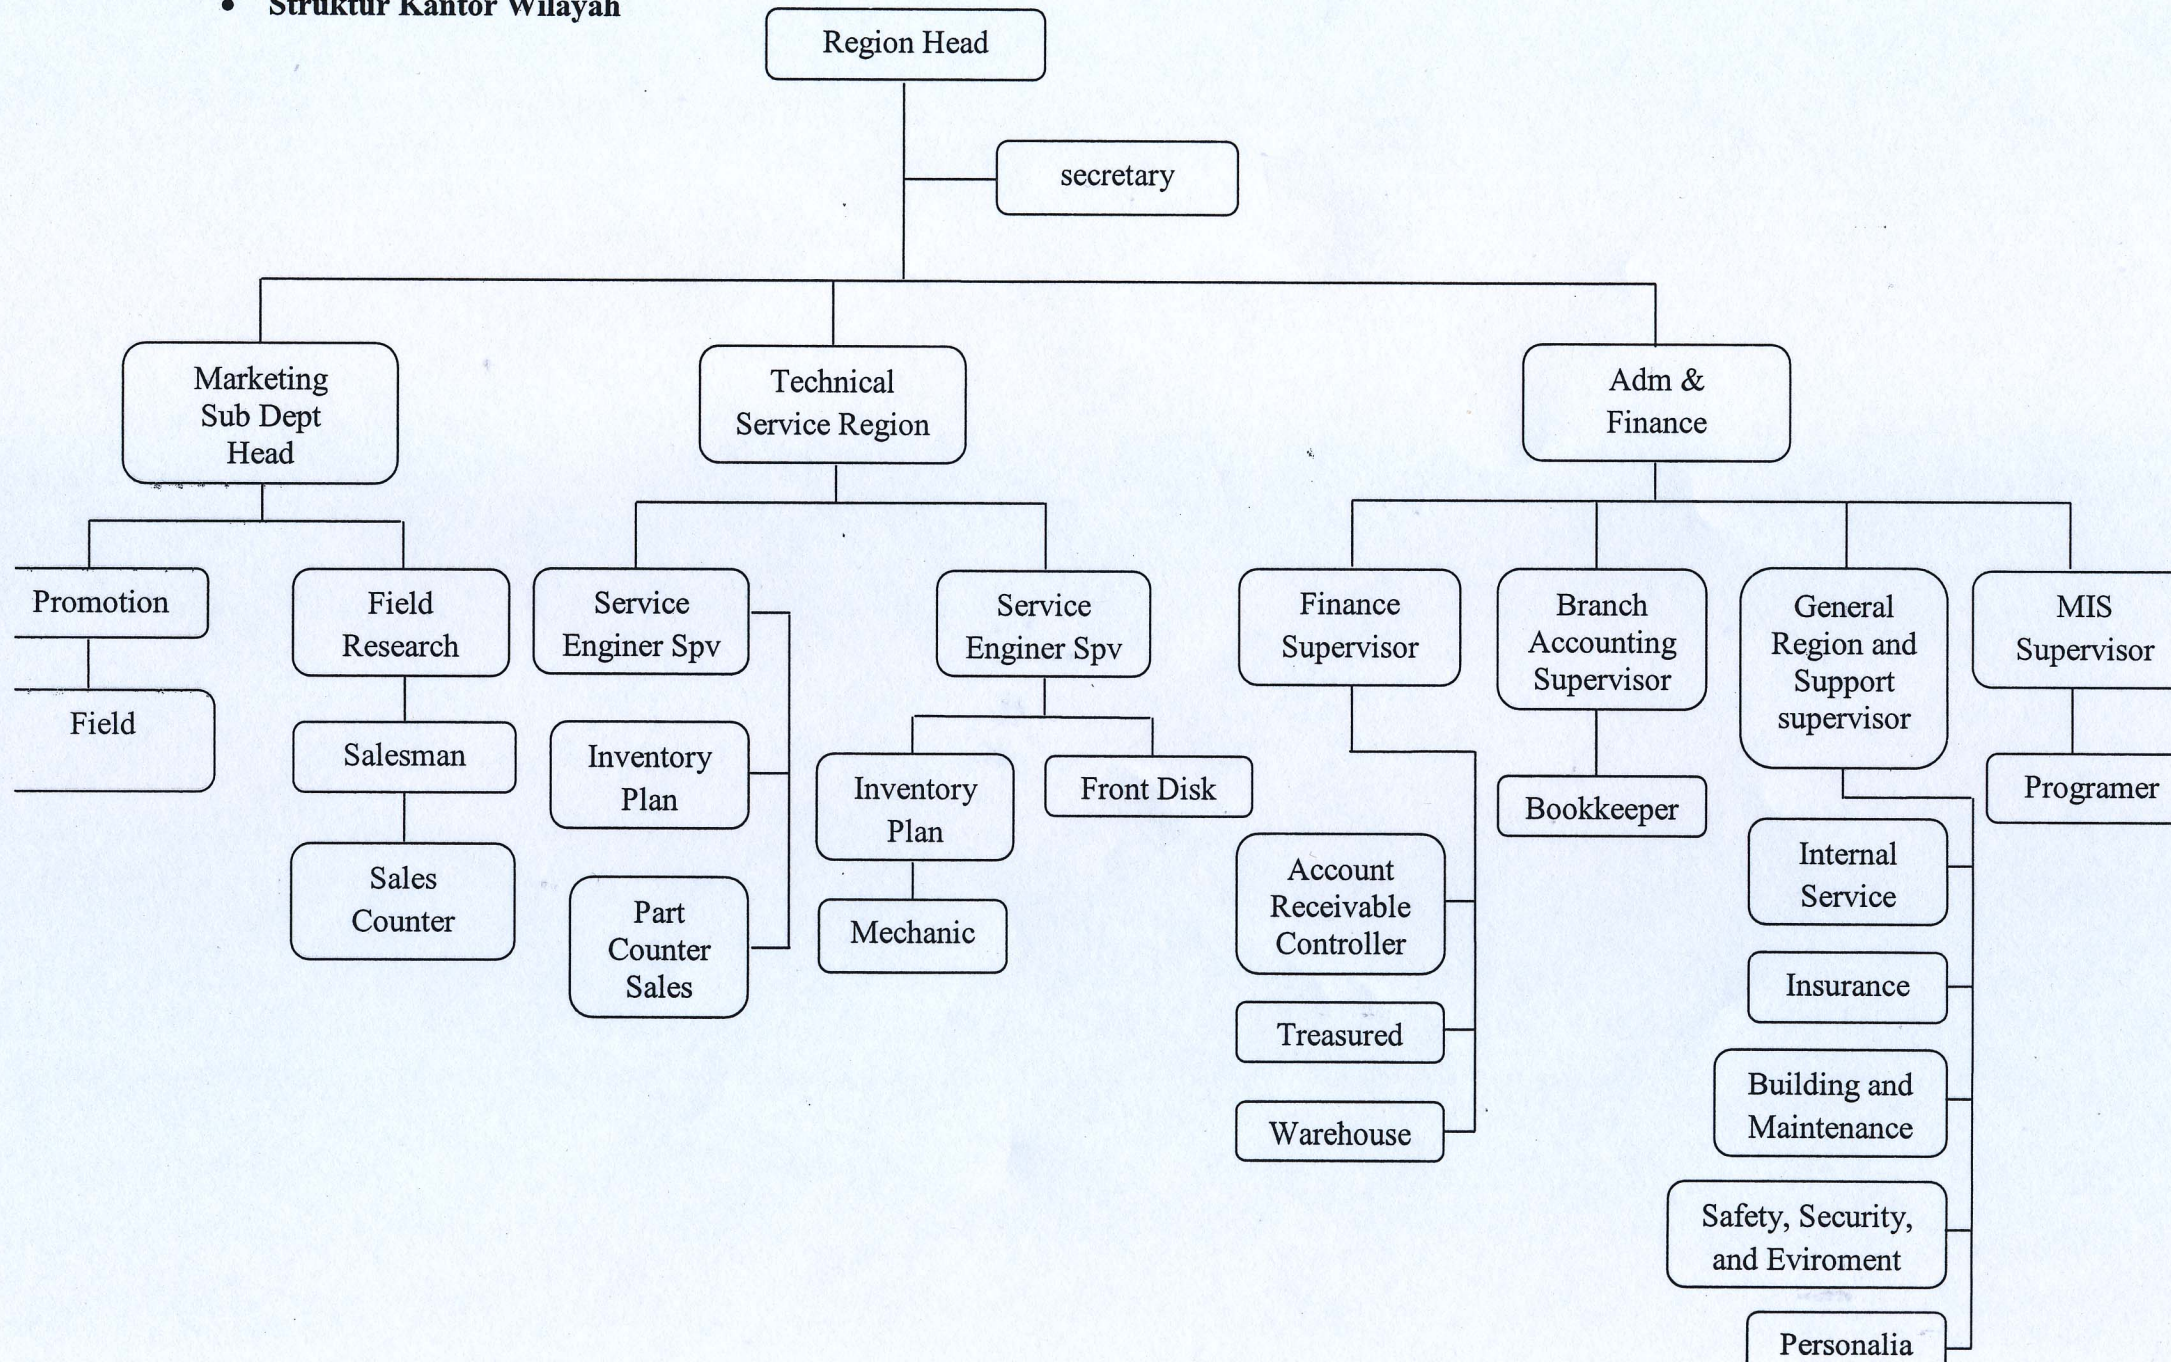 • Struktur Kantor Wilayah
Region Head
secretary
Marketing
Sub Dept
Head
Technical
Service Region
Adm &
Finance
Promotion
Field
Field
Research
Salesman
Sales
Counter
Service
Enginer Spv
Inventory
Plan
Part
Counter
Sales
Service
Enginer Spv
Inventory
Plan
Mechanic
Front Disk
Finance
Supervisor
Account
Receivable
Controller
Treasured
Warehouse
Branch
Accounting
Supervisor
Bookkeeper
General
Region and
Support
supervisor
Internal
Service
Insurance
Building and
Maintenance
Safety, Security,
and Eviroment
Personalia
MIS
Supervisor
Programer